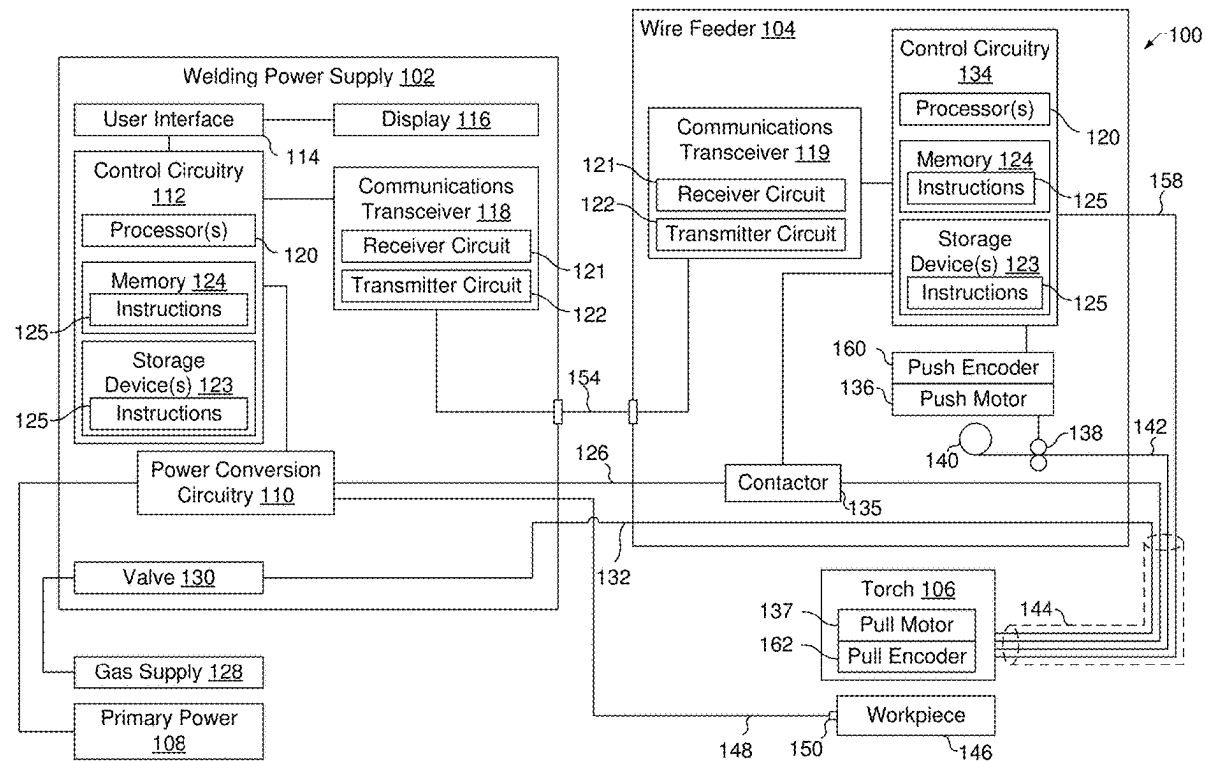 100
Welding Power Supply 102
User Interface
114
Display 116
Control Circuitry
112
Processor(s)
120
Memory 124
Instructions
125
Storage
Device(s) 123
Instructions
125
Communications
Transceiver 118
Receiver Circuit
121
Transmitter Circuit
122
Power Conversion
Circuitry 110
Valve 130
Gas Supply 128
Primary Power
108
154
126
132
Wire Feeder 104
Communications
Transceiver 119
121
Receiver Circuit
122
Transmitter Circuit
Control Circuitry
134
Processor(s)
120
Memory 124
Instructions
125
Storage
Device(s) 123
Instructions
125
158
160
Push Encoder
136
Push Motor
140
138
142
Contactor
135
Torch 106
137
Pull Motor
162
Pull Encoder
144
148
150
Workpiece
146